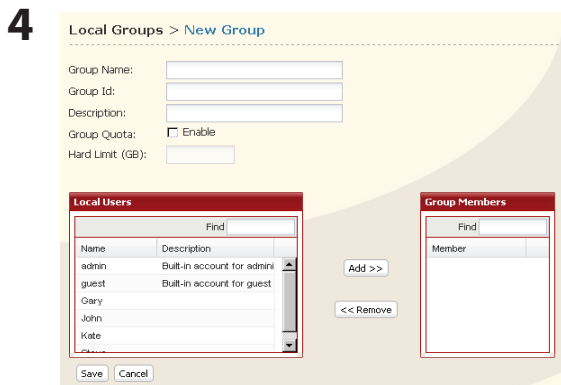 4
Local Groups > New Group
Group Name:
Group Id:
Description:
Group Quota: Enable
Hard Limit (GB):
Local Users
Find
Name Description
admin Built-in account for admini
guest Built-in account for guest
Gary
John
Kate
Add >>
<< Remove
Group Members
Find
Member
Save Cancel